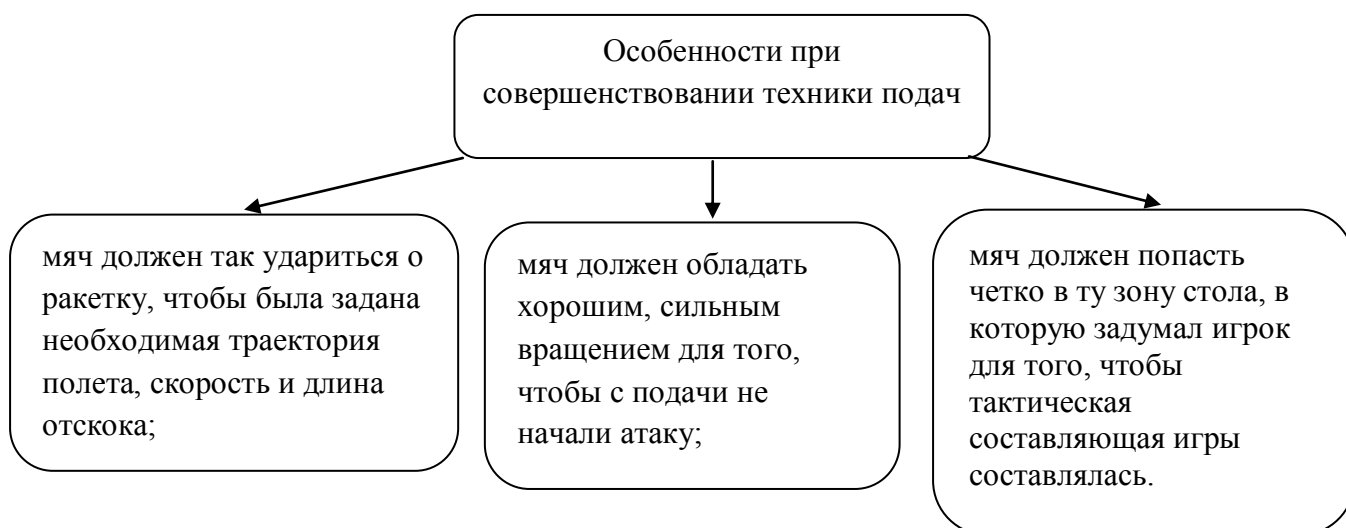 Особенности при
совершенствовании техники подач
мяч должен так удариться о
ракетку, чтобы была задана
необходимая траектория
полета, скорость и длина
отскока;
мяч должен обладать
хорошим, сильным
вращением для того,
чтобы с подачи не
начали атаку;
мяч должен попасть
четко в ту зону стола, в
которую задумал игрок
для того, чтобы
тактическая
составляющая игры
составлялась.